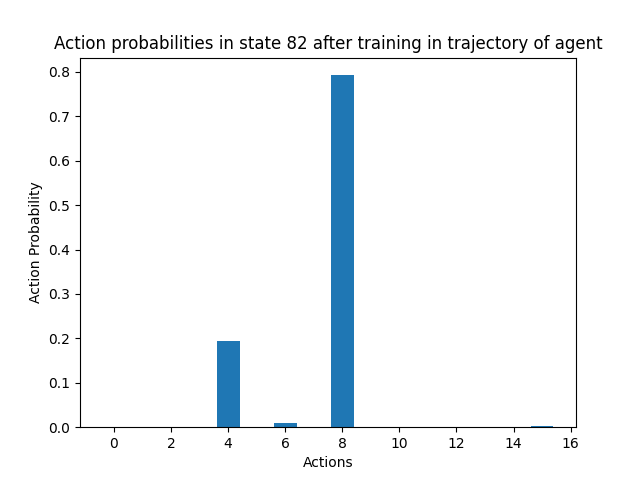 Action probabilities in state 82 after training in trajectory of agent
0.8
0.7
0.6
0.5
0.4
0.3
0.2
0.1
0.0
Action Probability
0 2 4 6 8 10 12 14 16
Actions